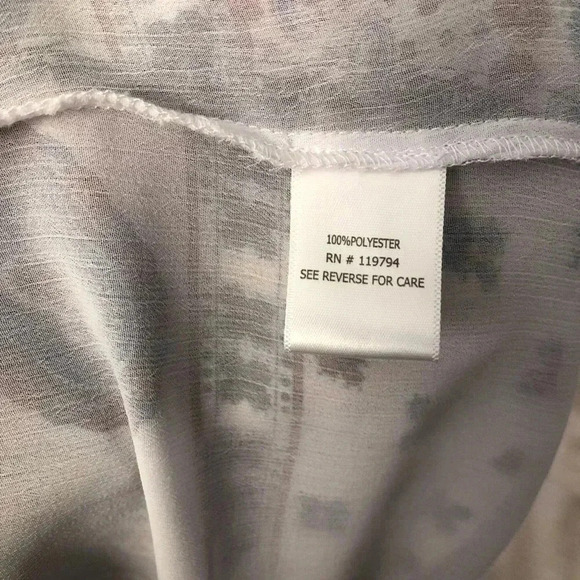 100%POLYESTER
RN # 119794
SEE REVERSE FOR CARE